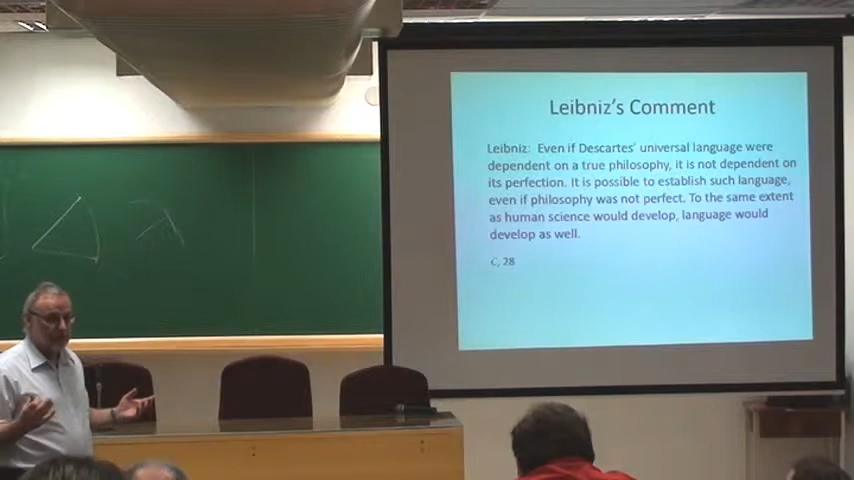 Leibniz's Comment
Leibniz: Even if Descartes' universal language were
dependent on a true philosophy, it is not dependent on
its perfection. It is possible to establish such language,
even if philosophy was not perfect. To the same extent
as human science would develop, language would
develop as well.
C, 28